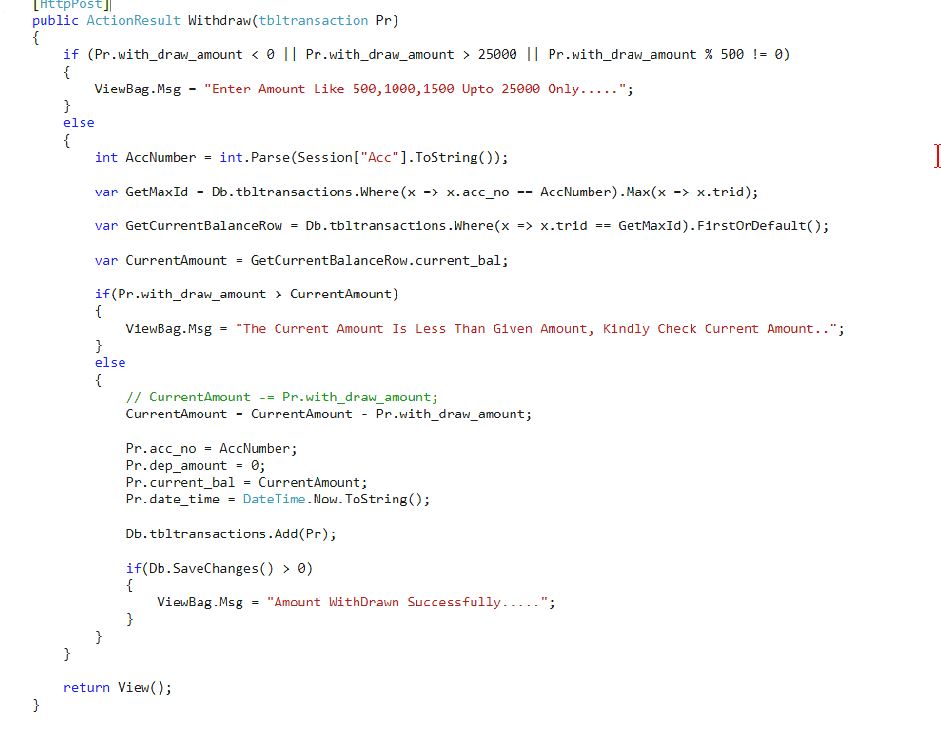 [HttpPost]
public ActionResult Withdraw(tbltransaction Pr)
{
    if (Pr.with_draw_amount < 0 || Pr.with_draw_amount > 25000 || Pr.with_draw_amount % 500 != 0)
    {
        ViewBag.Msg = "Enter Amount Like 500,1000,1500 Upto 25000 Only.....";
    }
    else
    {
        int AccNumber = int.Parse(Session["Acc"].ToString());

        var GetMaxId = Db.tbltransactions.Where(x => x.acc_no == AccNumber).Max(x => x.trid);

        var GetCurrentBalanceRow = Db.tbltransactions.Where(x => x.trid == GetMaxId).FirstOrDefault();

        var CurrentAmount = GetCurrentBalanceRow.current_bal;

        if(Pr.with_draw_amount > CurrentAmount)
        {
            ViewBag.Msg = "The Current Amount Is Less Than Given Amount, Kindly Check Current Amount..";
        }
        else
        {
            // CurrentAmount -= Pr.with_draw_amount;
            CurrentAmount = CurrentAmount - Pr.with_draw_amount;

            Pr.acc_no = AccNumber;
            Pr.dep_amount = 0;
            Pr.current_bal = CurrentAmount;
            Pr.date_time = DateTime.Now.ToString();

            Db.tbltransactions.Add(Pr);

            if(Db.SaveChanges() > 0)
            {
                ViewBag.Msg = "Amount WithDrawn Successfully.....";
            }
        }
    }

    return View();
}